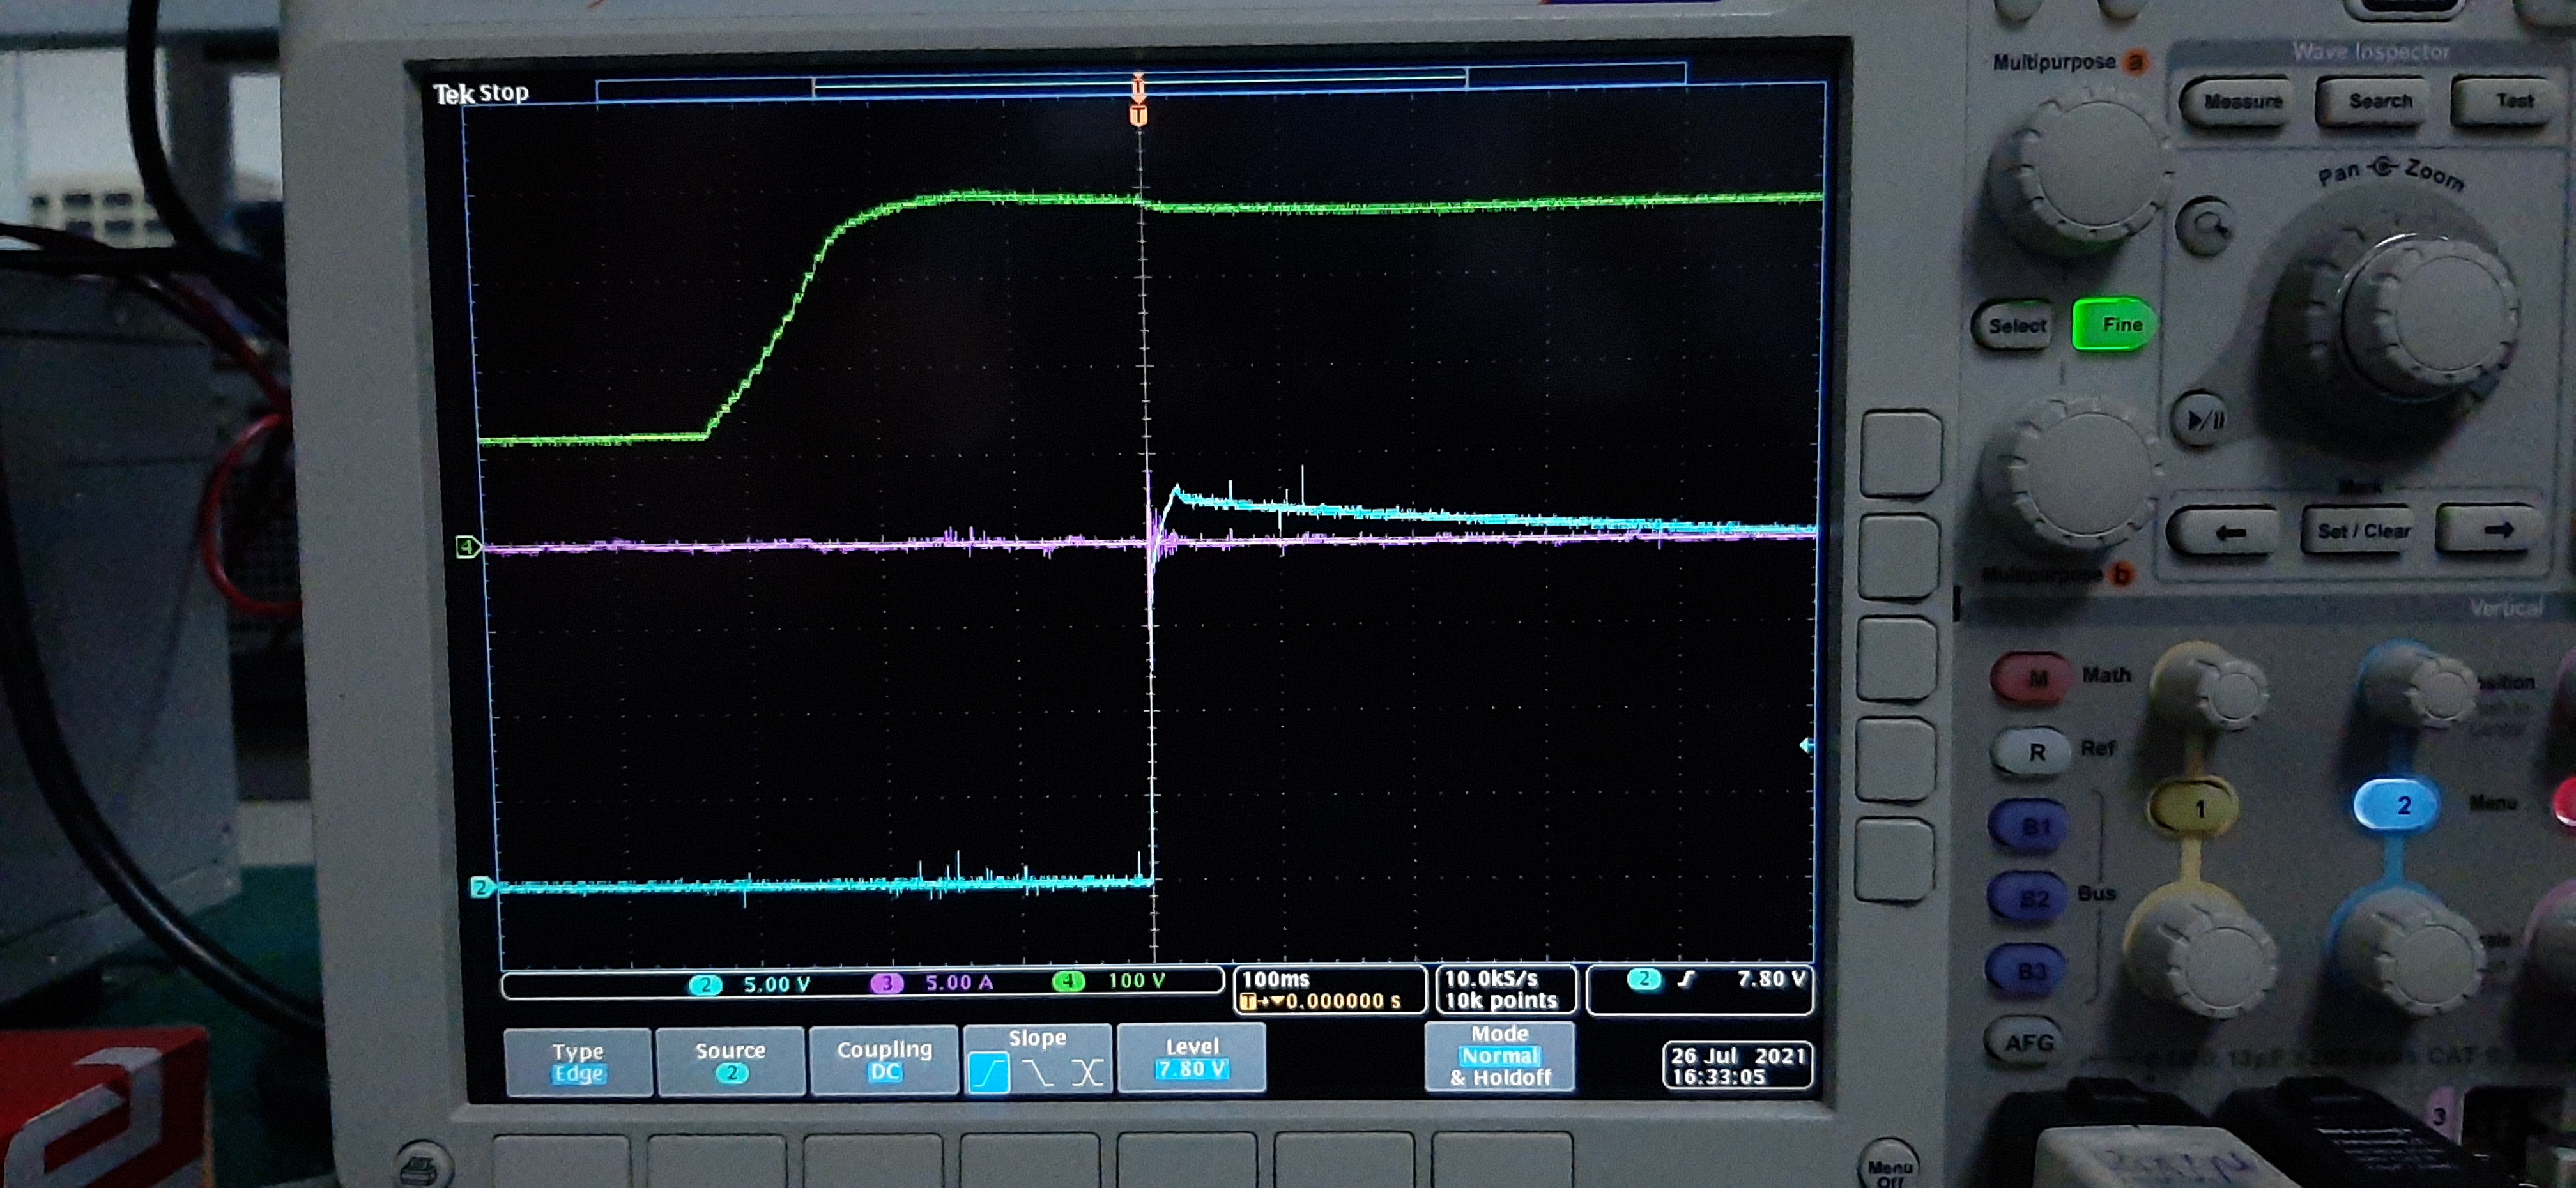 Tek Stop
T
T
4
2
2 5.00 V 3 5.00 A 4 100 V
100ms
T→▼0.000000 s
10.0kS/s
10k points
2 7.80 V
Type
Edge
Source
2
Coupling
DC
Slope
Level
7.80 V
Mode
Normal
& Holdoff
26 Jul 2021
16:33:05
Wave Inspector
Multipurpose a
Measure
Search
Test
Pan Zoom
Select
Fine
Mark
Set / Clear
Multipurpose b
Vertical
M Math
R Ref
B1
B2 Bus
B3
AFG
1
2
Menu
3
Menu
Off